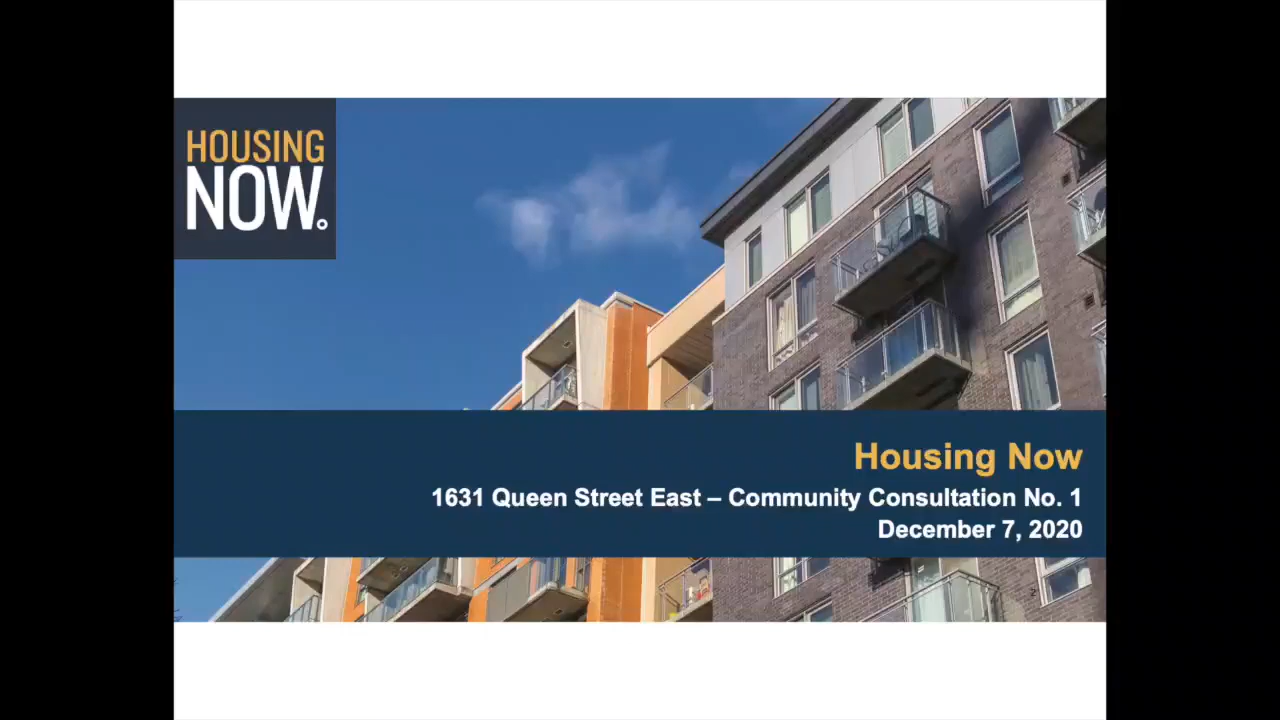 HOUSING
NOW.
Housing Now
1631 Queen Street East – Community Consultation No. 1
December 7, 2020